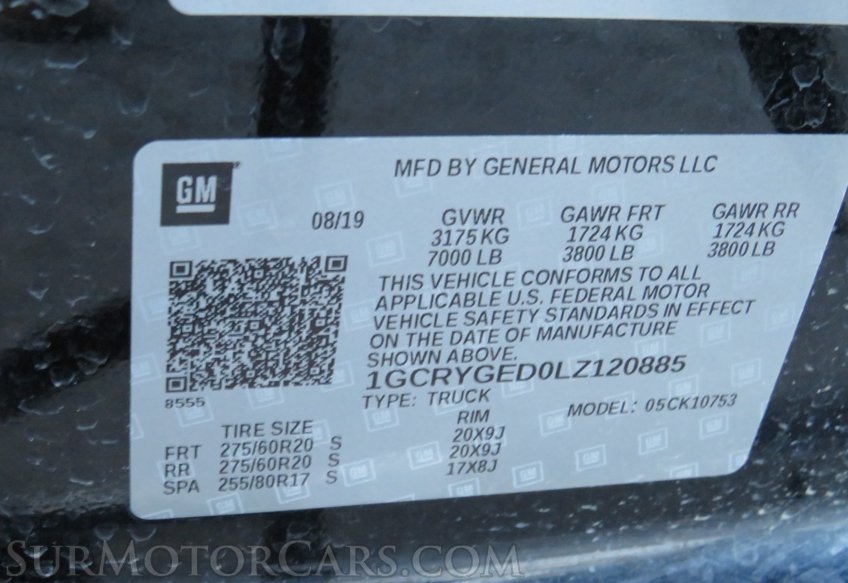 GM
MFD BY GENERAL MOTORS LLC
08/19 GVWR GAWR FRT GAWR RR
3175 KG 1724 KG 1724 KG
7000 LB 3800 LB 3800 LB
THIS VEHICLE CONFORMS TO ALL
APPLICABLE U.S. FEDERAL MOTOR
VEHICLE SAFETY STANDARDS IN EFFECT
ON THE DATE OF MANUFACTURE
SHOWN ABOVE.
1GCRYGED0LZ120885
8555
TYPE: TRUCK MODEL: 05CK10753
TIRE SIZE RIM
FRT 275/60R20 S 20X9J
RR 275/60R20 S 20X9J
SPA 255/80R17 S 17X8J
SURMOTORCARS.COM